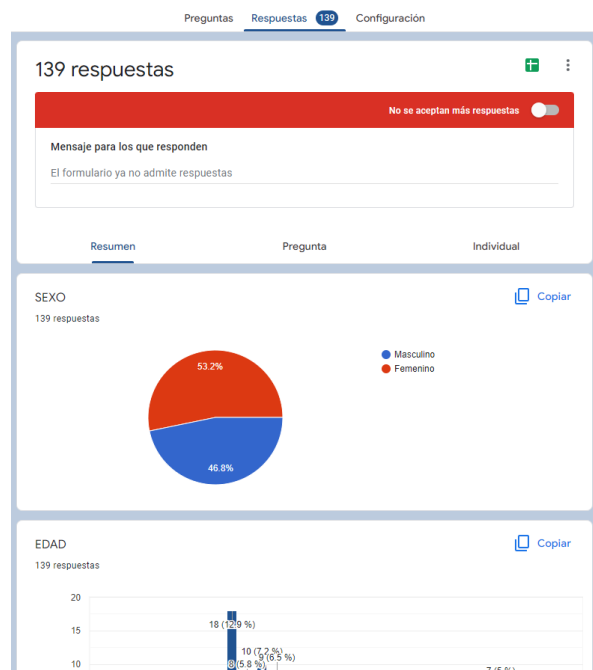 Preguntas Respuestas 139 Configuración
139 respuestas
No se aceptan más respuestas
Mensaje para los que responden
El formulario ya no admite respuestas
Resumen Pregunta Individual
SEXO Copiar
139 respuestas
53.2%
46.8%
Masculino
Femenino
EDAD Copiar
139 respuestas
20
18 (12.9 %)
15
10 (7.2 %)
9 (6.5 %)
8 (5.8 %)
7 (5 %)
10